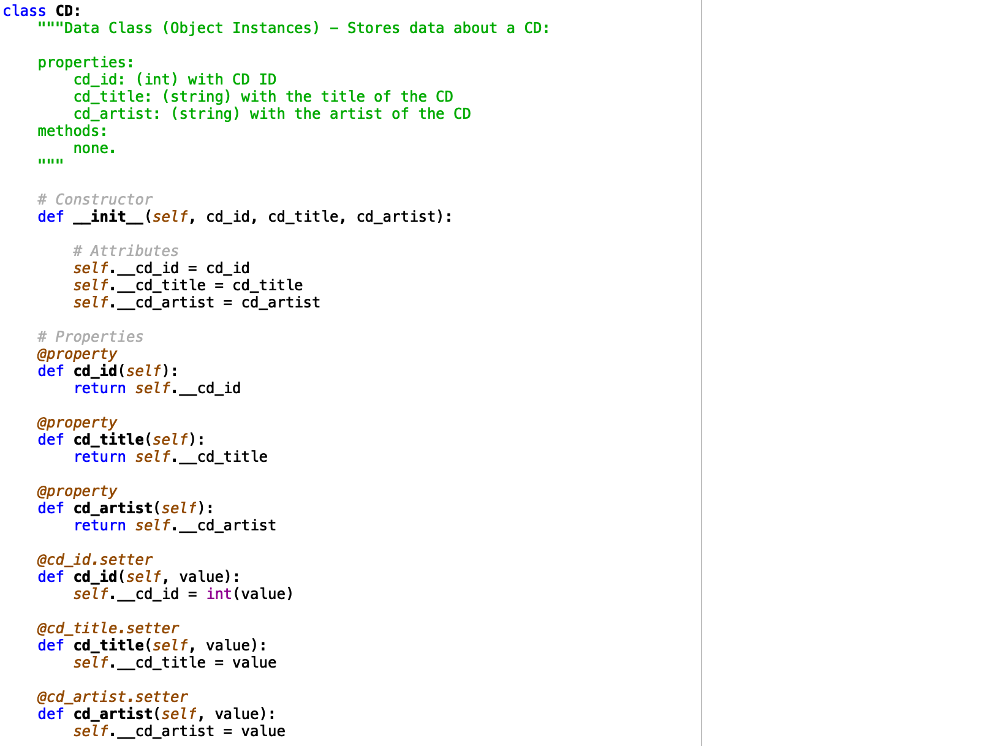 class CD:
    """Data Class (Object Instances) – Stores data about a CD:

    properties:
        cd_id: (int) with CD ID
        cd_title: (string) with the title of the CD
        cd_artist: (string) with the artist of the CD
    methods:
        none.
    """

    # Constructor
    def __init__(self, cd_id, cd_title, cd_artist):

        # Attributes
        self.__cd_id = cd_id
        self.__cd_title = cd_title
        self.__cd_artist = cd_artist

    # Properties
    @property
    def cd_id(self):
        return self.__cd_id

    @property
    def cd_title(self):
        return self.__cd_title

    @property
    def cd_artist(self):
        return self.__cd_artist

    @cd_id.setter
    def cd_id(self, value):
        self.__cd_id = int(value)

    @cd_title.setter
    def cd_title(self, value):
        self.__cd_title = value

    @cd_artist.setter
    def cd_artist(self, value):
        self.__cd_artist = value